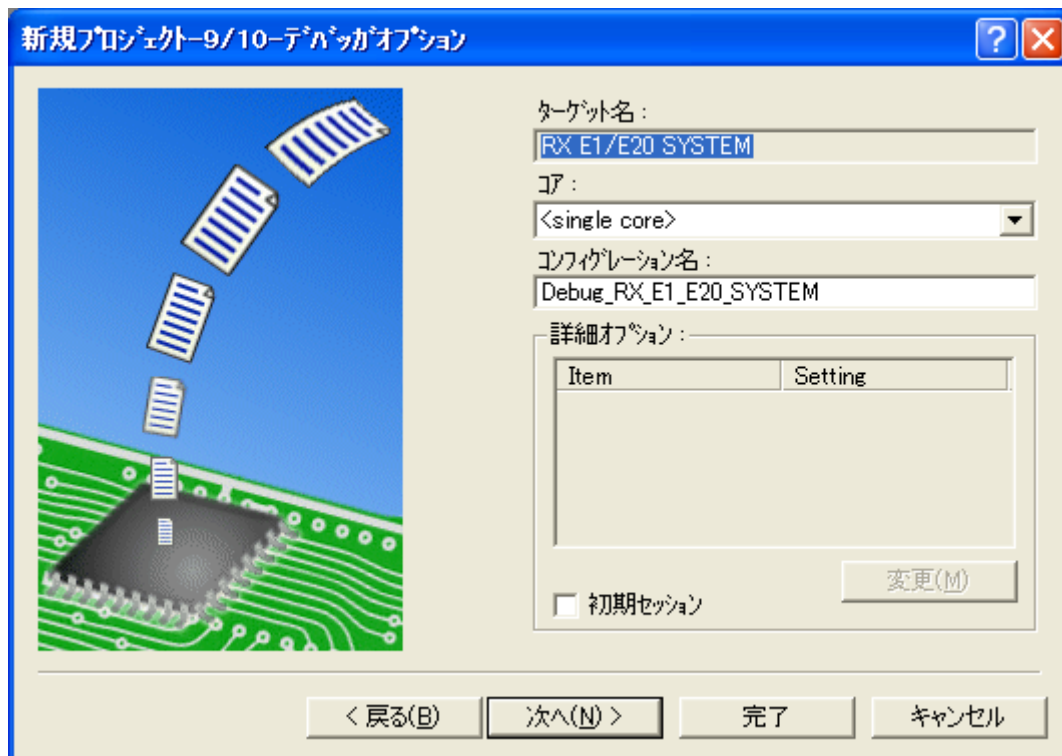 新規ﾌﾟﾛｼﾞｪｸﾄ-9/10-ﾃﾞﾊﾞｯｶﾞｵﾌﾟｼｮﾝ
ﾀｰｹﾞｯﾄ名:
RX E1/E20 SYSTEM
ｺｱ:
<single core>
ｺﾝﾌｨｸﾞﾚｰｼｮﾝ名:
Debug_RX_E1_E20_SYSTEM
詳細ｵﾌﾟｼｮﾝ:
Item Setting
変更(M)
初期ｾｯｼｮﾝ
< 戻る(B) 次へ(N) > 完了 ｷｬﾝｾﾙ